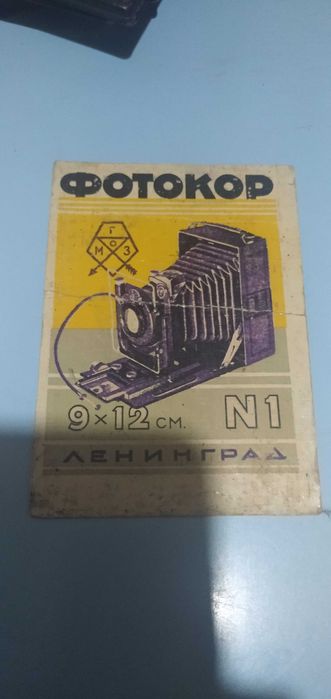 ФОТОКОР
Г
О
М З
9×12 СМ. N1
ЛЕНИНГРАД